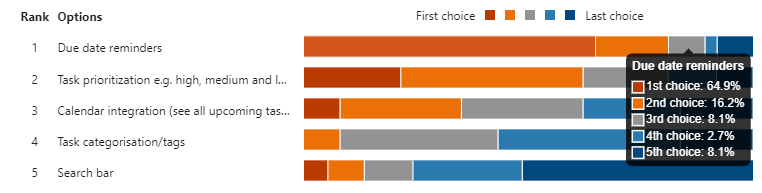 Rank Options First choice Last choice
1 Due date reminders
2 Task prioritization e.g. high, medium and l...
3 Calendar integration (see all upcoming tas...
4 Task categorisation/tags
5 Search bar
Due date reminders
1st choice: 64.9%
2nd choice: 16.2%
3rd choice: 8.1%
4th choice: 2.7%
5th choice: 8.1%